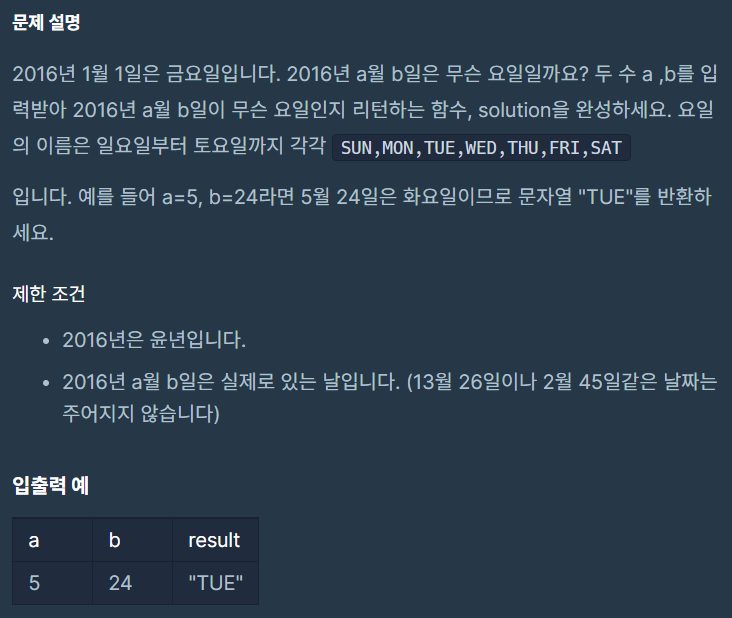 문제 설명
2016년 1월 1일은 금요일입니다. 2016년 a월 b일은 무슨 요일일까요? 두 수 a ,b를 입
력받아 2016년 a월 b일이 무슨 요일인지 리턴하는 함수, solution을 완성하세요. 요일
의 이름은 일요일부터 토요일까지 각각 SUN,MON,TUE,WED,THU,FRI,SAT
입니다. 예를 들어 a=5, b=24라면 5월 24일은 화요일이므로 문자열 "TUE"를 반환하
세요.
제한 조건
• 2016년은 윤년입니다.
• 2016년 a월 b일은 실제로 있는 날입니다. (13월 26일이나 2월 45일같은 날짜는
주어지지 않습니다)
입출력 예
a b result
5 24 "TUE"